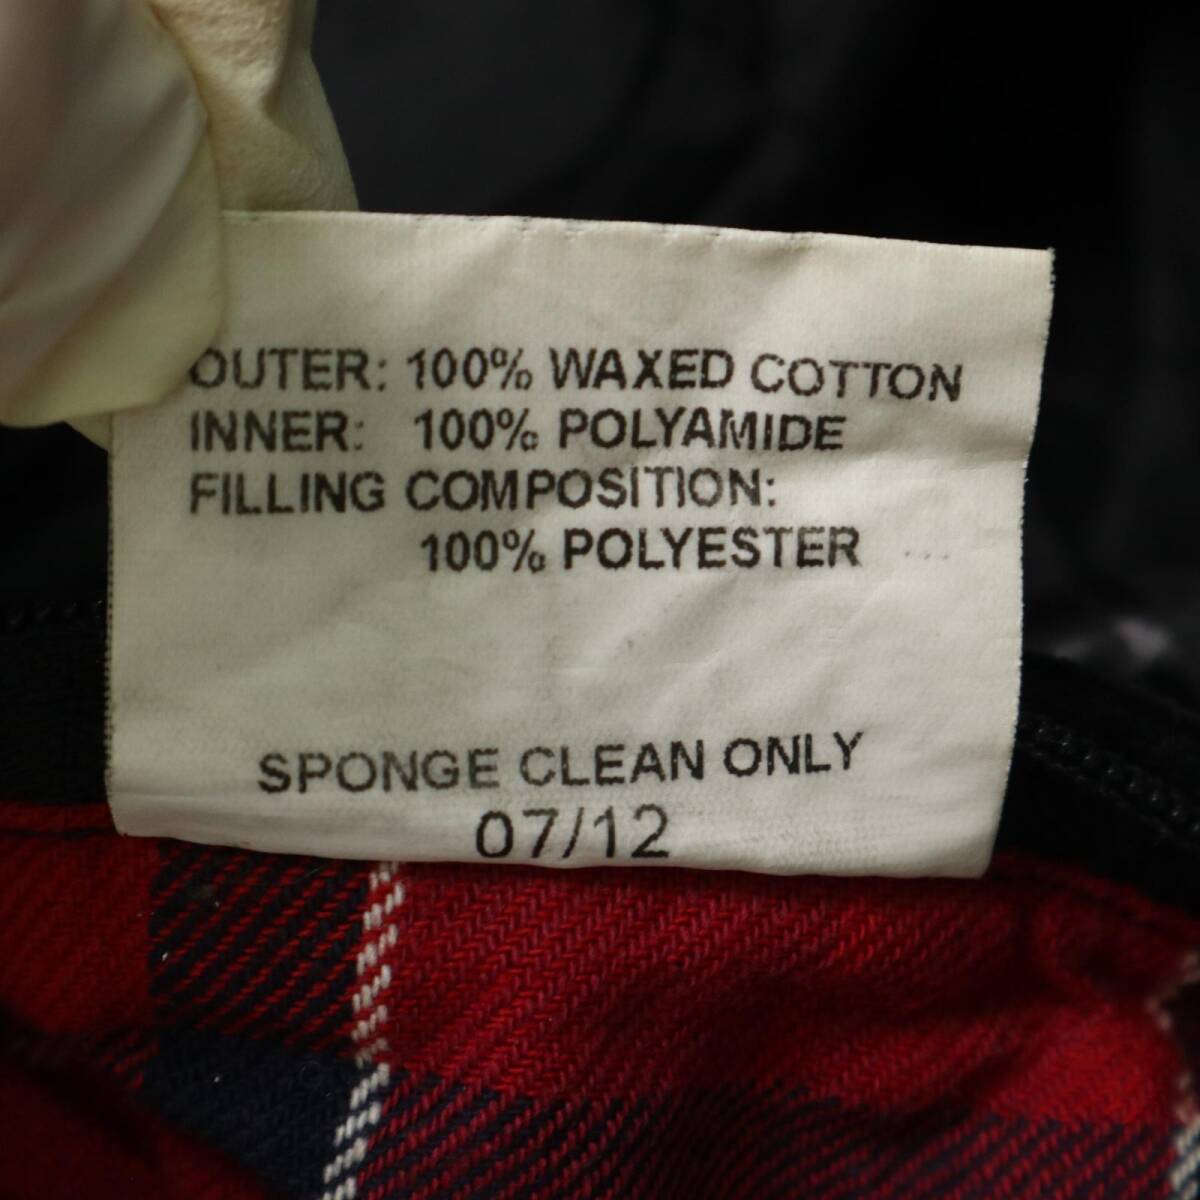 OUTER: 100% WAXED COTTON
INNER: 100% POLYAMIDE
FILLING COMPOSITION:
100% POLYESTER
SPONGE CLEAN ONLY
07/12